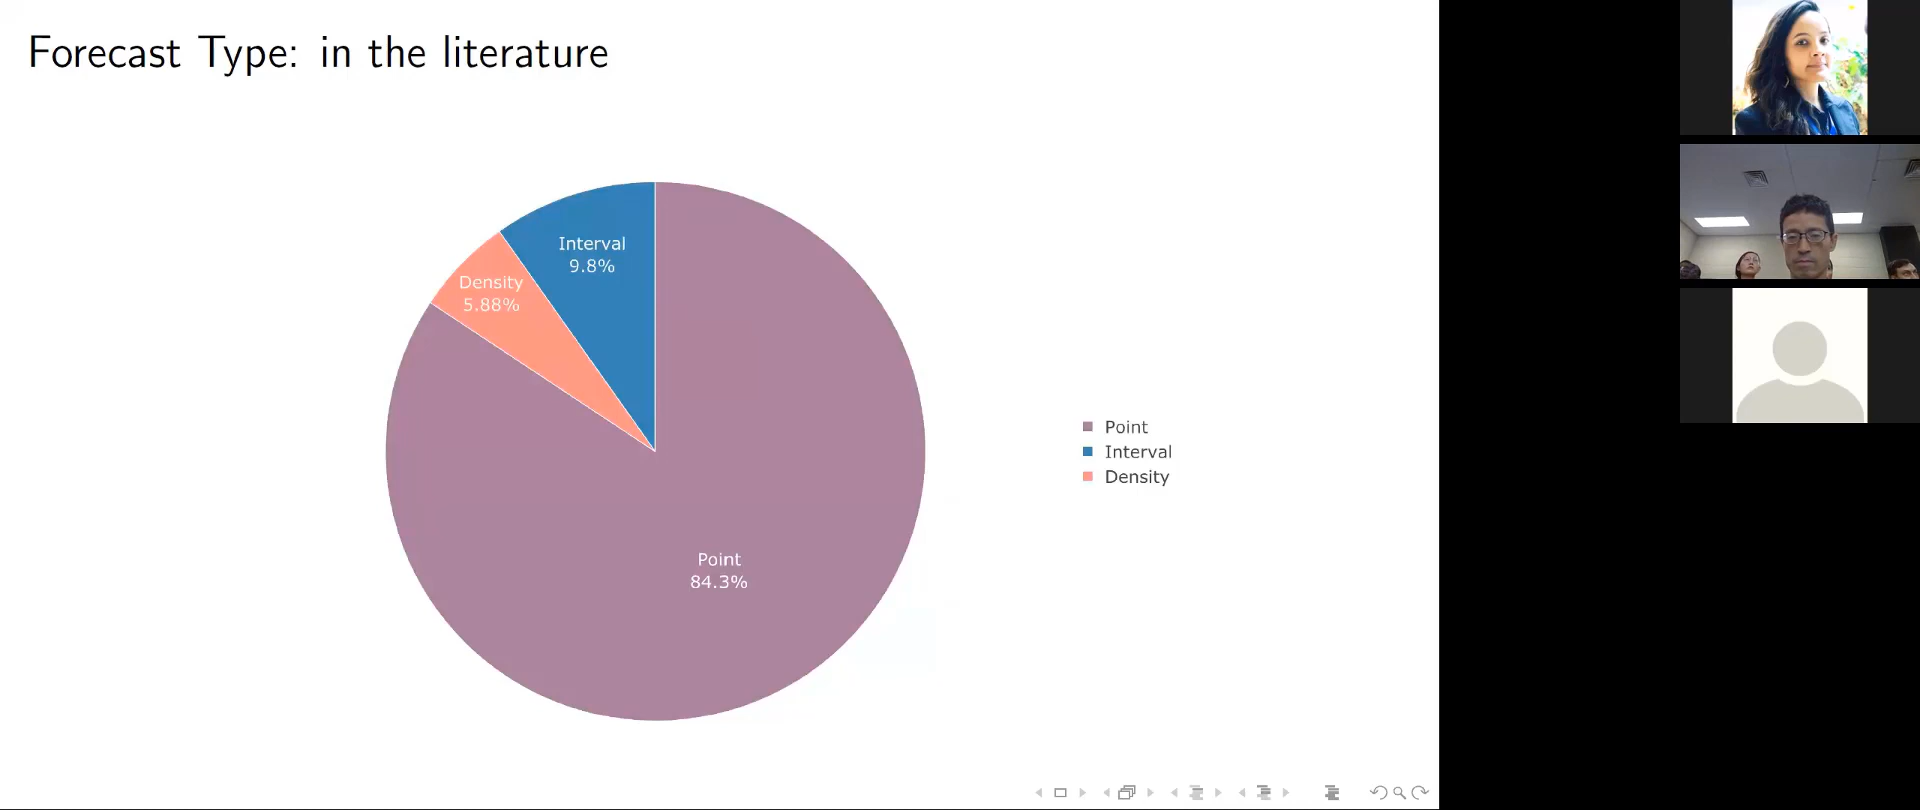 Forecast Type: in the literature
Interval
9.8%
Density
5.88%
Point
84.3%
Point
Interval
Density